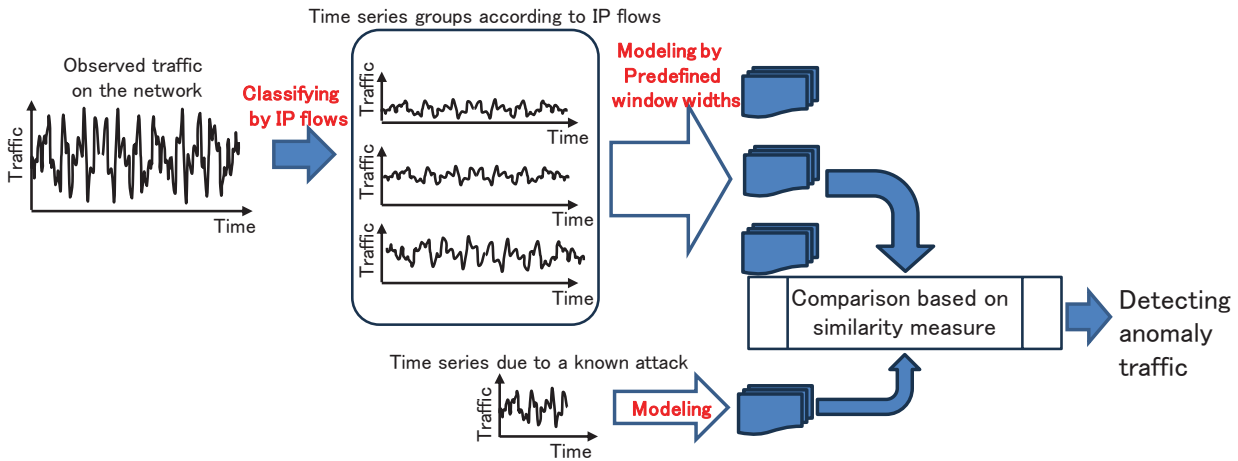 Time series groups according to IP flows
Observed traffic
on the network
Traffic
Time
Classifying
by IP flows
Traffic
Time
Traffic
Time
Traffic
Time
Modeling by
Predefined
window widths
Comparison based on
similarity measure
Detecting
anomaly
traffic
Time series due to a known attack
Traffic
Time
Modeling